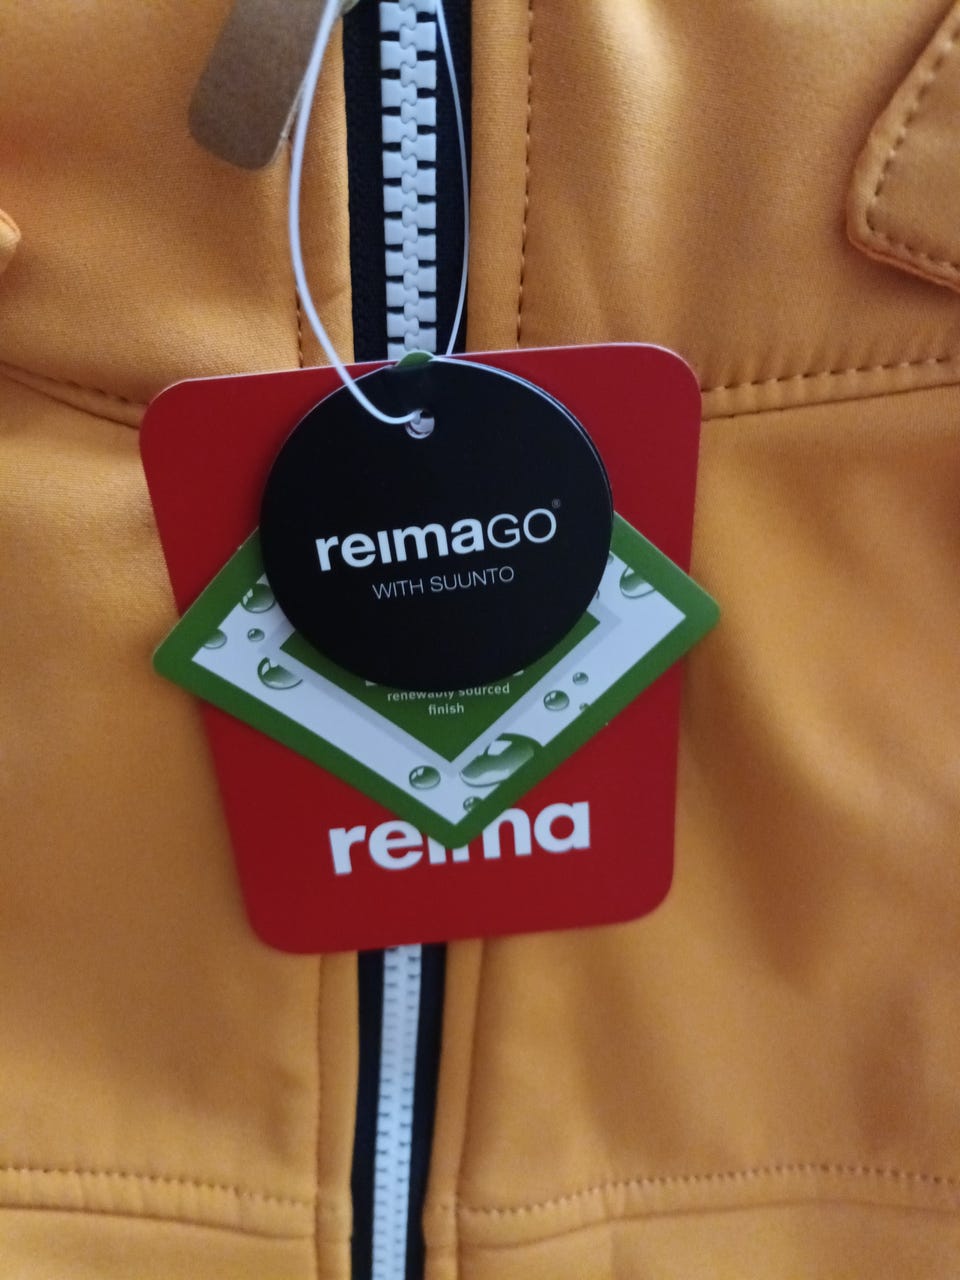 reimaGO®
WITH SUUNTO
renewably sourced
finish
reima